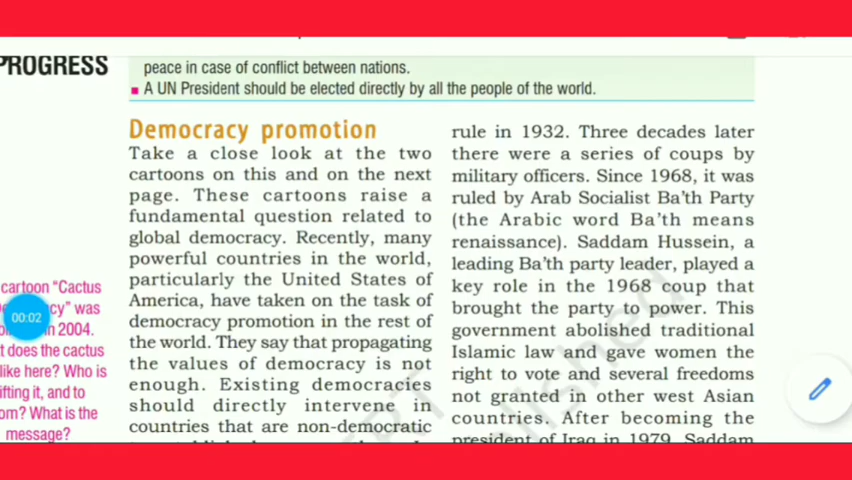 PROGRESS
peace in case of conflict between nations.
A UN President should be elected directly by all the people of the world.
Democracy promotion
Take a close look at the two
cartoons on this and on the next
page. These cartoons raise a
fundamental question related to
global democracy. Recently, many
powerful countries in the world,
particularly the United States of
America, have taken on the task of
democracy promotion in the rest of
the world. They say that propagating
the values of democracy is not
enough. Existing democracies
should directly intervene in
countries that are non-democratic
rule in 1932. Three decades later
there were a series of coups by
military officers. Since 1968, it was
ruled by Arab Socialist Ba'th Party
(the Arabic word Ba'th means
renaissance). Saddam Hussein, a
leading Ba'th party leader, played a
key role in the 1968 coup that
brought the party to power. This
government abolished traditional
Islamic law and gave women the
right to vote and several freedoms
not granted in other west Asian
countries. After becoming the
president of Iraq in 1979, Saddam
cartoon “Cactus
cy” was
in 2004.
t does the cactus
like here? Who is
ifting it, and to
om? What is the
message?
00:02